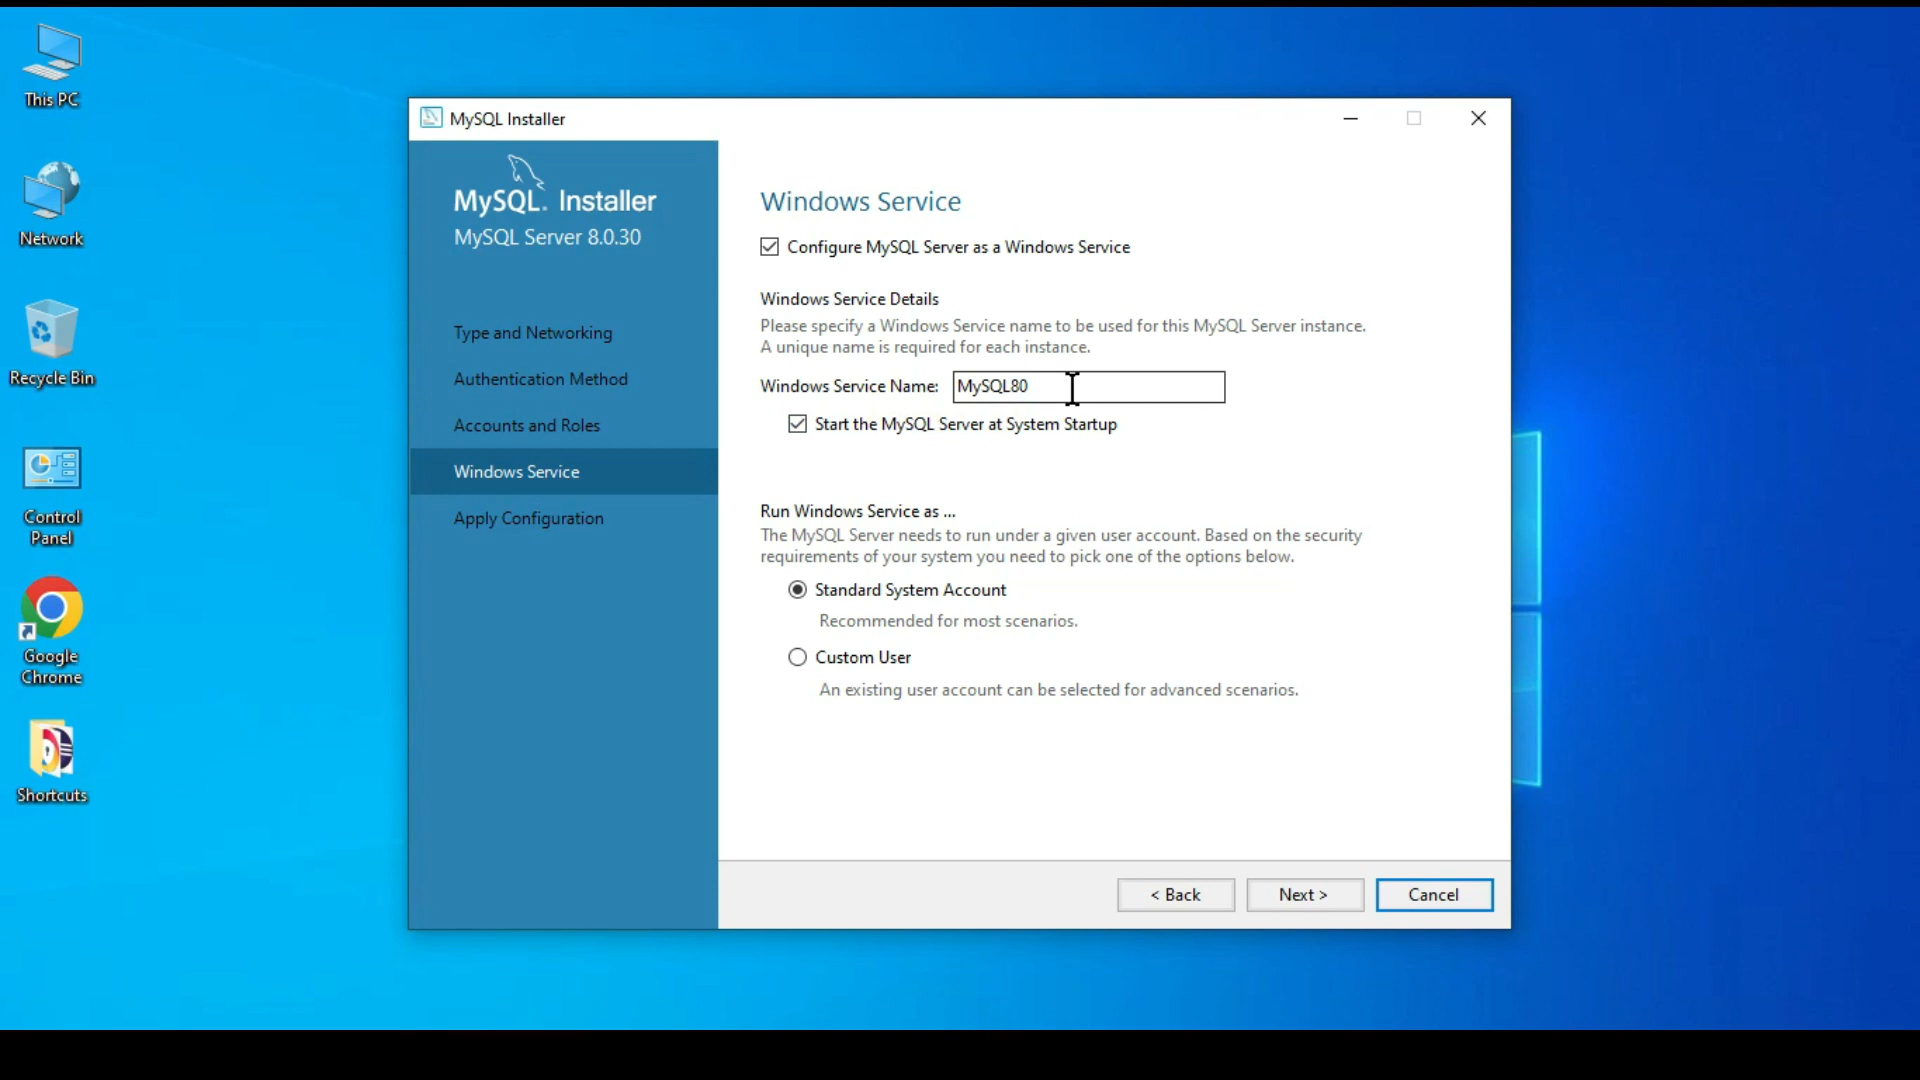 This PC
Network
Recycle Bin
Control
Panel
Google
Chrome
Shortcuts
MySQL Installer
MySQL. Installer
MySQL Server 8.0.30
Type and Networking
Authentication Method
Accounts and Roles
Windows Service
Apply Configuration
Windows Service
Configure MySQL Server as a Windows Service
Windows Service Details
Please specify a Windows Service name to be used for this MySQL Server instance.
A unique name is required for each instance.
Windows Service Name: MySQL80
Start the MySQL Server at System Startup
Run Windows Service as ...
The MySQL Server needs to run under a given user account. Based on the security
requirements of your system you need to pick one of the options below.
Standard System Account
Recommended for most scenarios.
Custom User
An existing user account can be selected for advanced scenarios.
< Back Next > Cancel